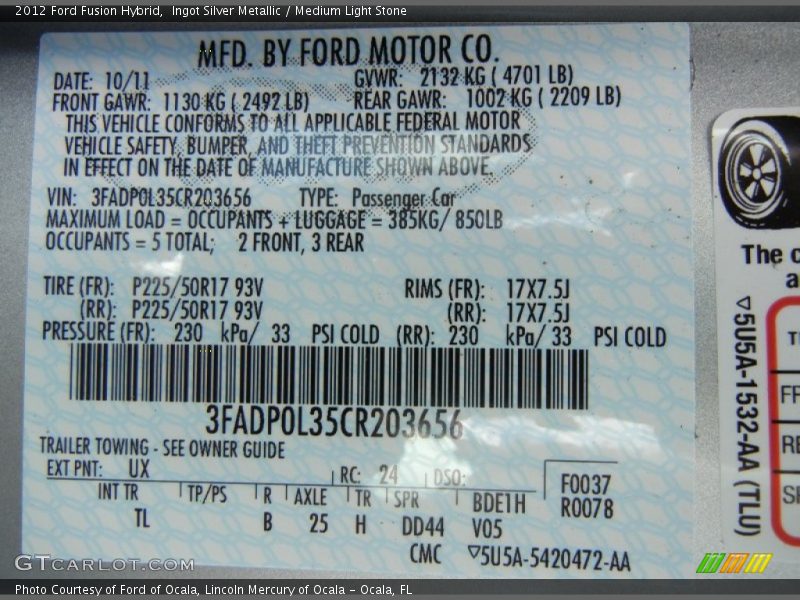 2012 Ford Fusion Hybrid,  Ingot Silver Metallic / Medium Light Stone
MFD. BY FORD MOTOR CO.
DATE: 10/11 GVWR: 2132 KG ( 4701 LB)
FRONT GAWR: 1130 KG ( 2492 LB) REAR GAWR: 1002 KG ( 2209 LB)
THIS VEHICLE CONFORMS TO ALL APPLICABLE FEDERAL MOTOR
VEHICLE SAFETY, BUMPER, AND THEFT PREVENTION STANDARDS
IN EFFECT ON THE DATE OF MANUFACTURE SHOWN ABOVE.
VIN: 3FADP0L35CR203656 TYPE: Passenger Car
MAXIMUM LOAD = OCCUPANTS + LUGGAGE = 385KG/ 850LB
OCCUPANTS = 5 TOTAL; 2 FRONT, 3 REAR
TIRE (FR): P225/50R17 93V RIMS (FR): 17X7.5J
(RR): P225/50R17 93V (RR): 17X7.5J
PRESSURE (FR): 230 kPa/ 33 PSI COLD (RR): 230 kPa/ 33 PSI COLD
3FADP0L35CR203656
TRAILER TOWING - SEE OWNER GUIDE
EXT PNT: UX RC: 24 DSO: F0037
INT TR TP/PS R AXLE TR SPR BDE1H R0078
TL B 25 H DD44 V05
CMC ▽5U5A-5420472-AA
The c
a
▽5U5A-1532-AA (TLU)
TI
FR
RE
SP
GTCARLOT.COM
Photo Courtesy of Ford of Ocala, Lincoln Mercury of Ocala – Ocala, FL